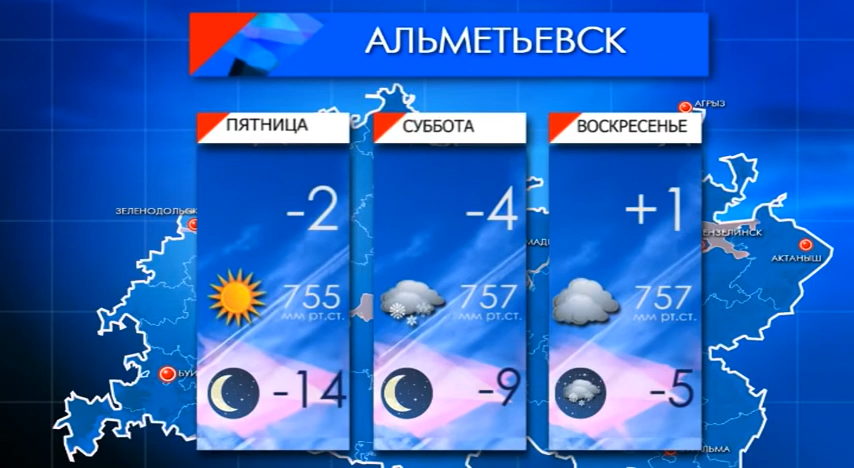 АЛЬМЕТЬЕВСК
ПЯТНИЦА
СУББОТА
ВОСКРЕСЕНЬЕ
АГРЫЗ
-2
-4
+1
ЗЕЛЕНОДОЛЬСК
АКТАНЫШ
755
757
757
мм рт.ст.
мм рт.ст.
мм рт.ст.
-14
-9
-5